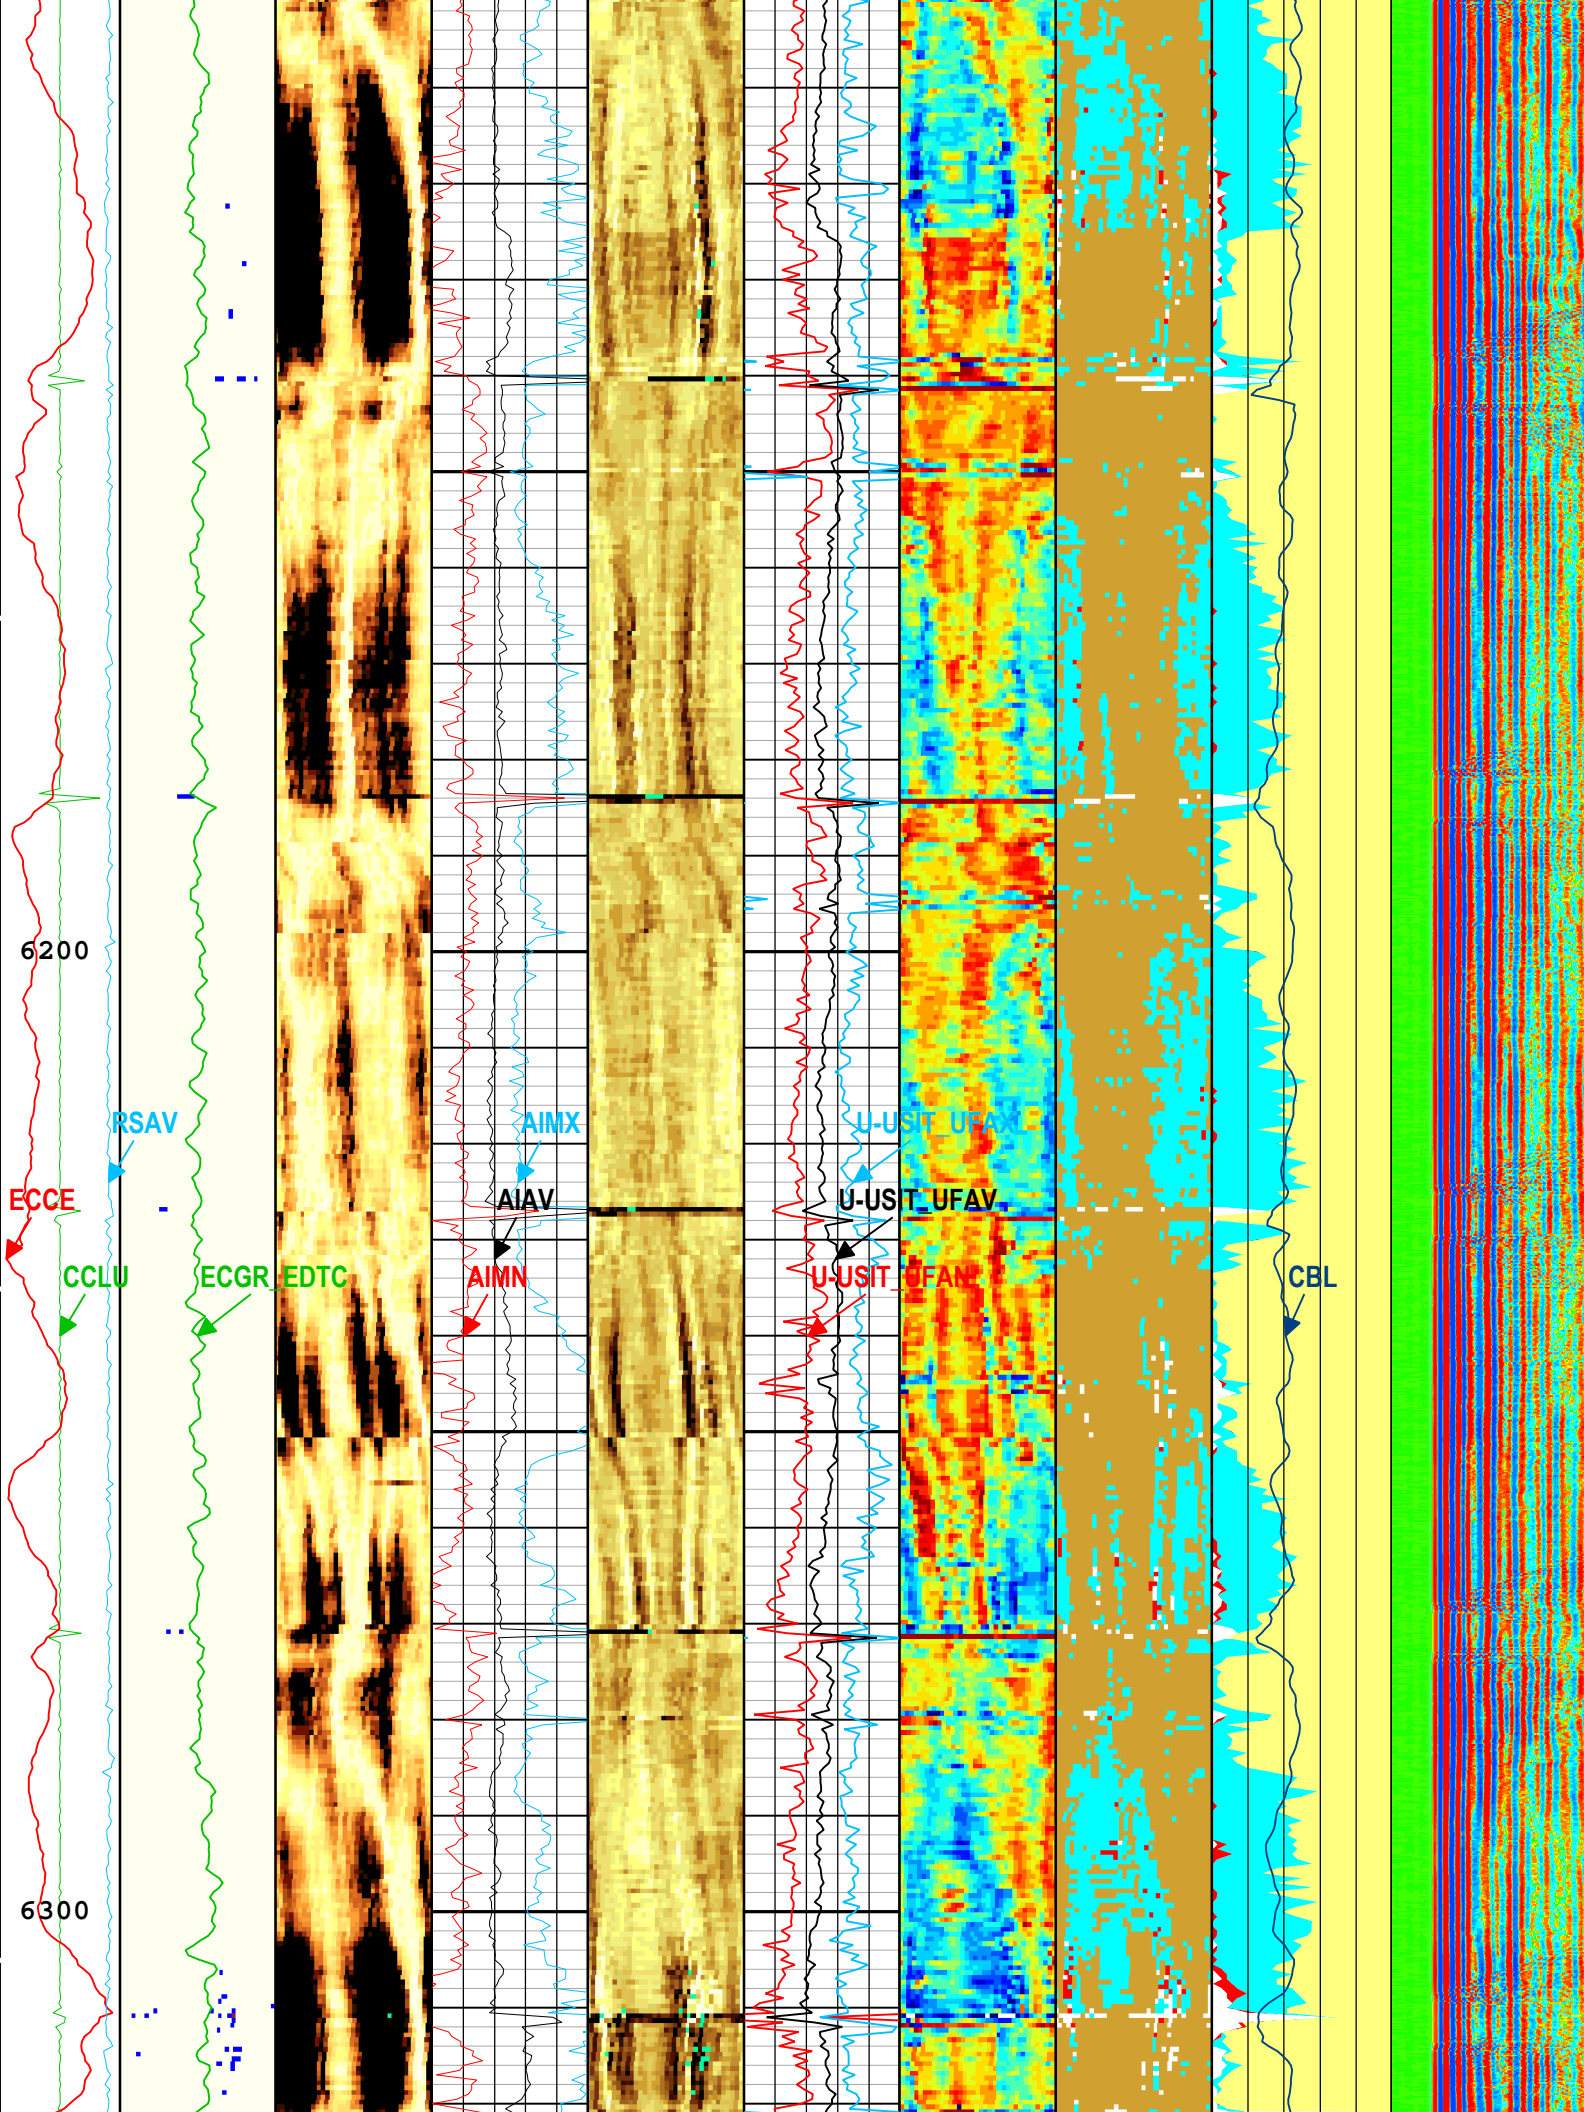 6200
RSAV
AIMX
U-USIT_UFAX
ECCE
AIAV
U-USIT_UFAV
CCLU
ECGR_EDTC
AIMN
U-USIT_UFAN
CBL
6300